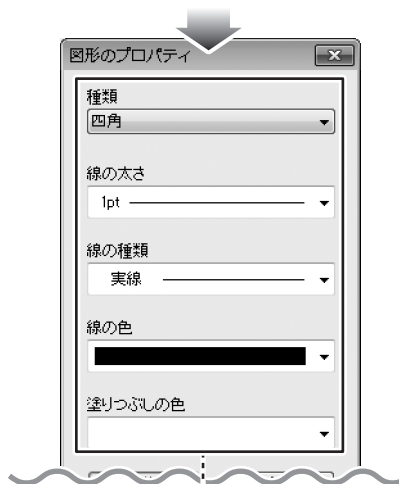 図形のプロパティ
種類
四角
線の太さ
1pt
線の種類
実線
線の色
塗りつぶしの色